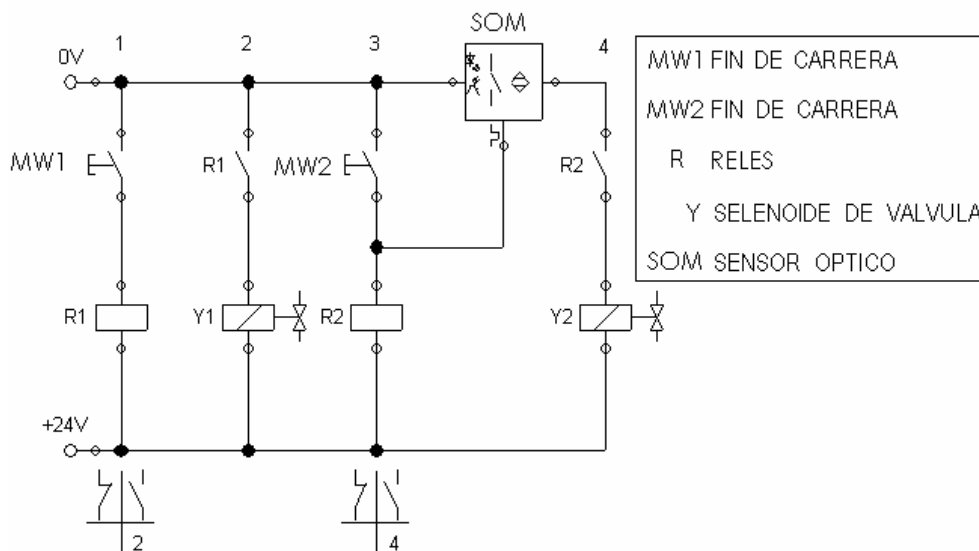 SOM
1 2 3 4
0V
MW1 R1 MW2 R2
R1 Y1 R2 Y2
+24V
2 4
MW1 FIN DE CARRERA
MW2 FIN DE CARRERA
R RELES
Y SELENOIDE DE VALVULA
SOM SENSOR OPTICO